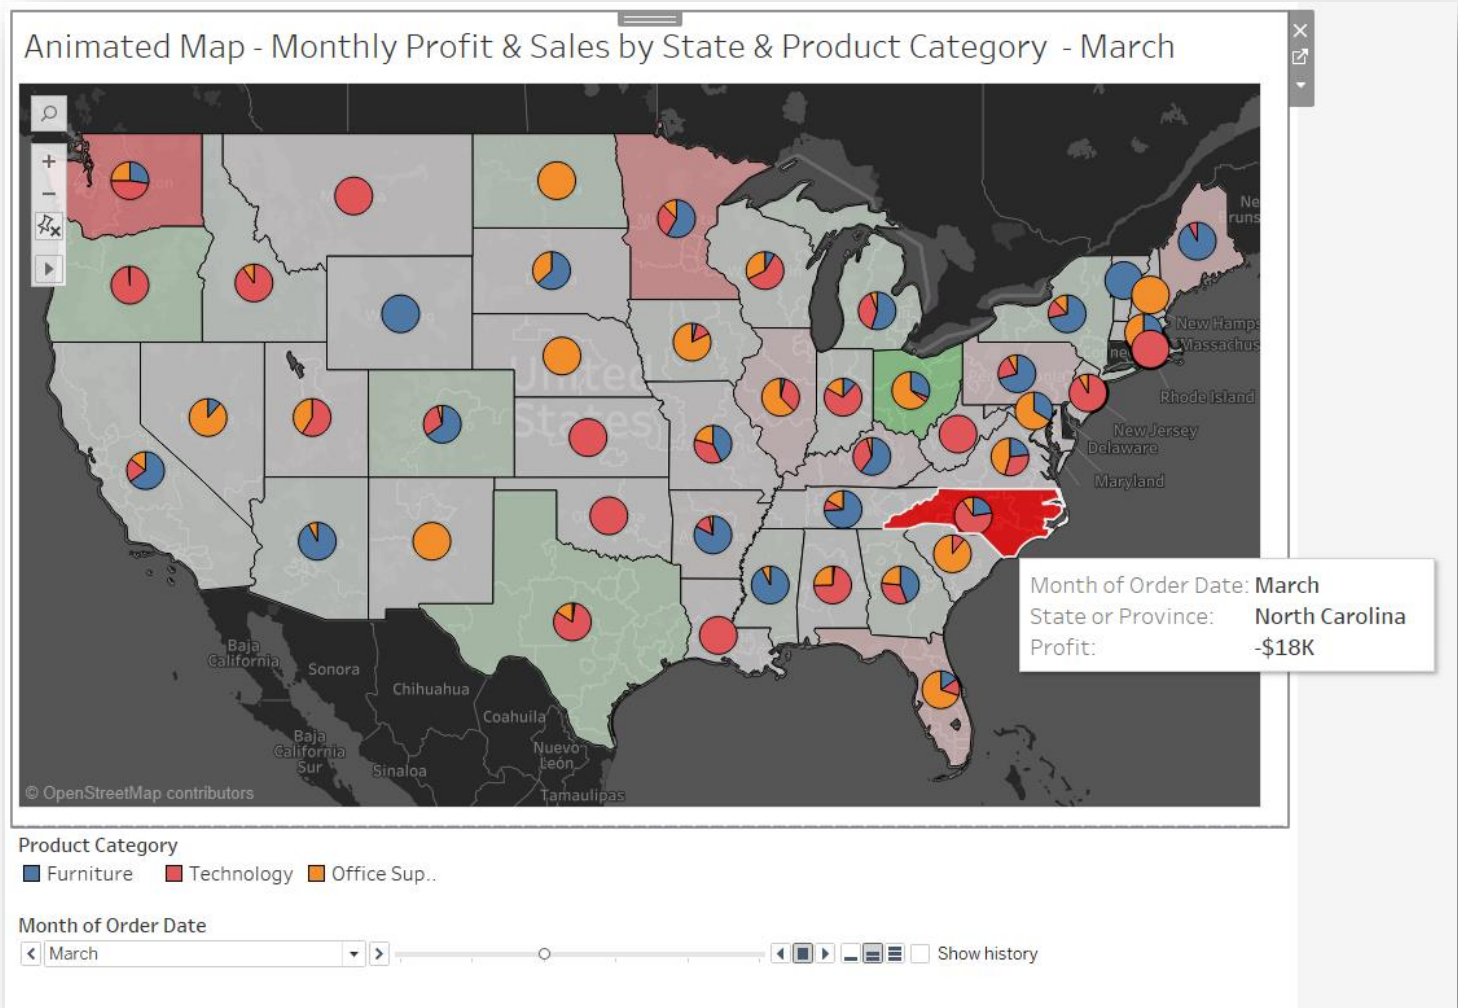 Animated Map - Monthly Profit & Sales by State & Product Category - March
United
States
Ne
Bruns
New Hamps
Massachus
Rhode Island
New Jersey
Delaware
Maryland
Month of Order Date: March
State or Province: North Carolina
Profit: -$18K
Baja
California
Sonora
Chihuahua
Coahuila
Baja
California
Sur
Sinaloa
Nuevo
León
Tamaulipas
© OpenStreetMap contributors
Product Category
Furniture Technology Office Sup..
Month of Order Date
March Show history